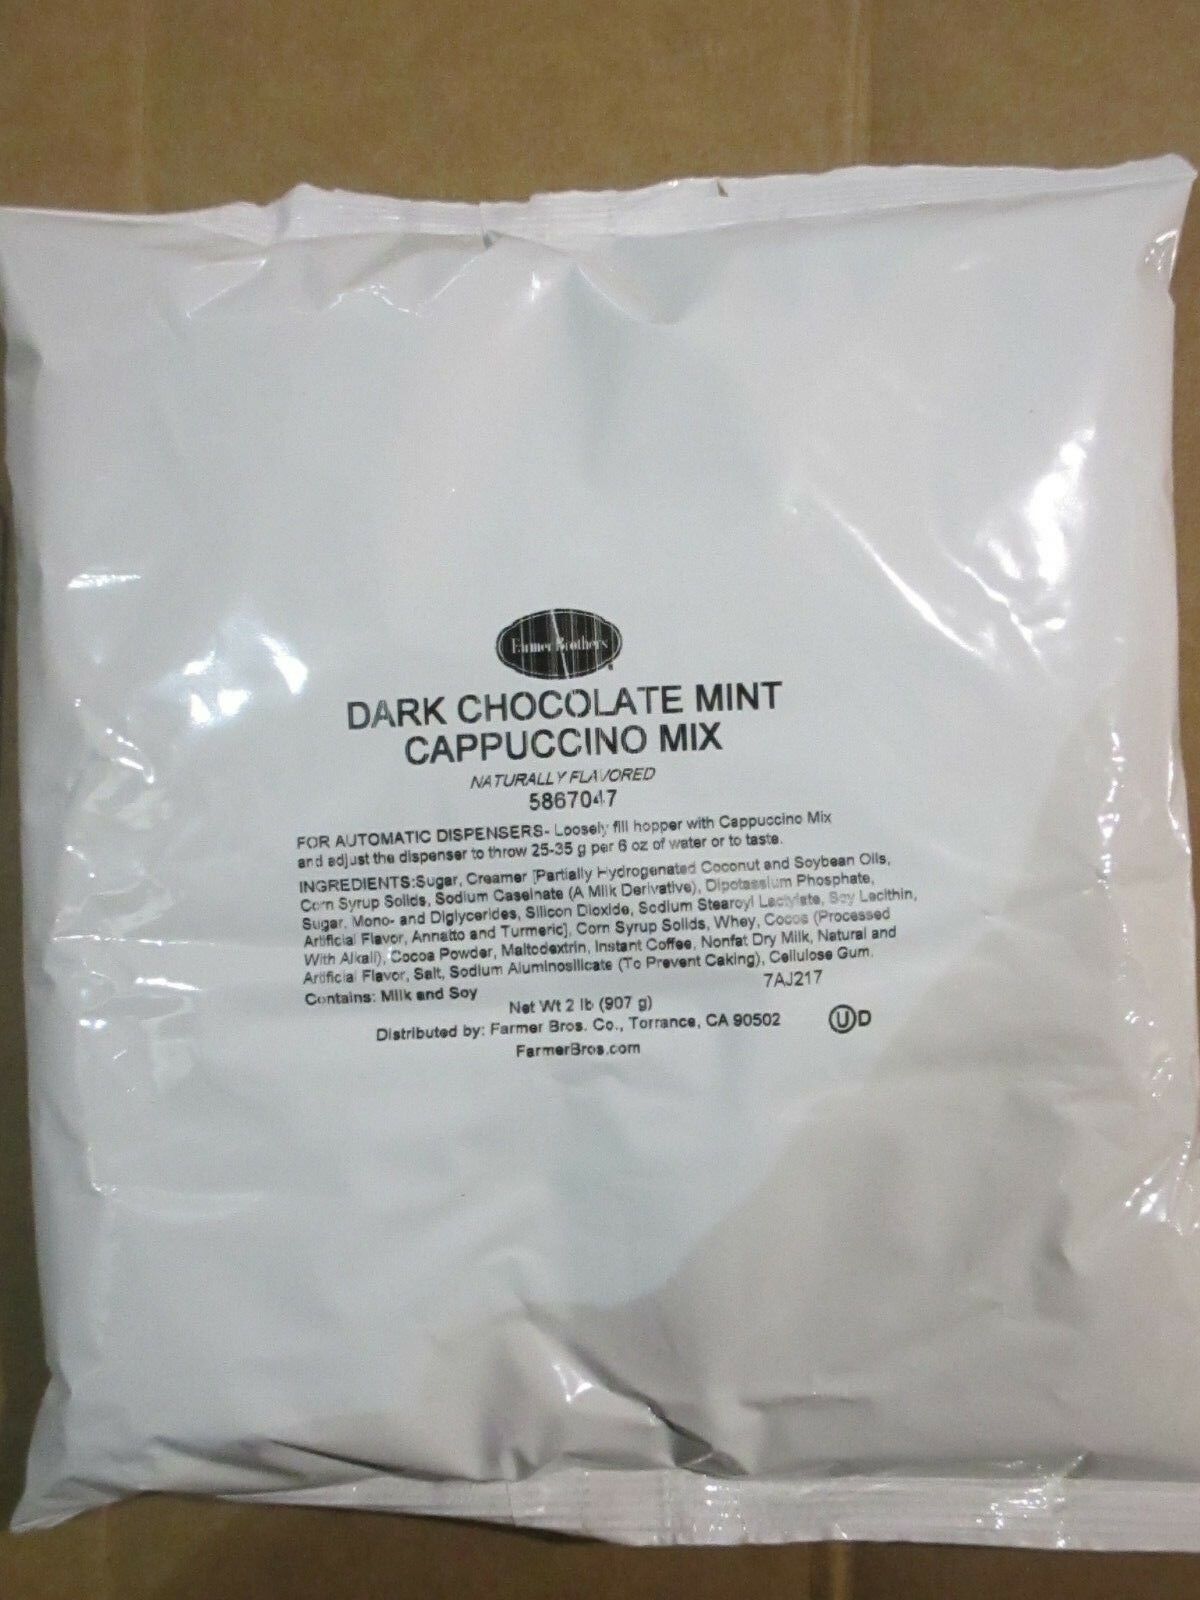 Farmer Brothers
DARK CHOCOLATE MINT
CAPPUCCINO MIX
NATURALLY FLAVORED
5867047
FOR AUTOMATIC DISPENSERS- Loosely fill hopper with Cappuccino Mix
and adjust the dispenser to throw 25-35 g per 6 oz of water or to taste.
INGREDIENTS:Sugar, Creamer [Partially Hydrogenated Coconut and Soybean Oils,
Corn Syrup Solids, Sodium Caseinate (A Milk Derivative), Dipotassium Phosphate,
Sugar, Mono- and Diglycerides, Silicon Dioxide, Sodium Stearoyl Lactylate, Soy Lecithin,
Artificial Flavor, Annatto and Turmeric], Corn Syrup Solids, Whey, Cocoa (Processed
With Alkali), Cocoa Powder, Maltodextrin, Instant Coffee, Nonfat Dry Milk, Natural and
Artificial Flavor, Salt, Sodium Aluminosilicate (To Prevent Caking), Cellulose Gum.
7AJ217
Contains: Milk and Soy
Net Wt 2 lb (907 g)
Distributed by: Farmer Bros. Co., Torrance, CA 90502
UD
FarmerBros.com